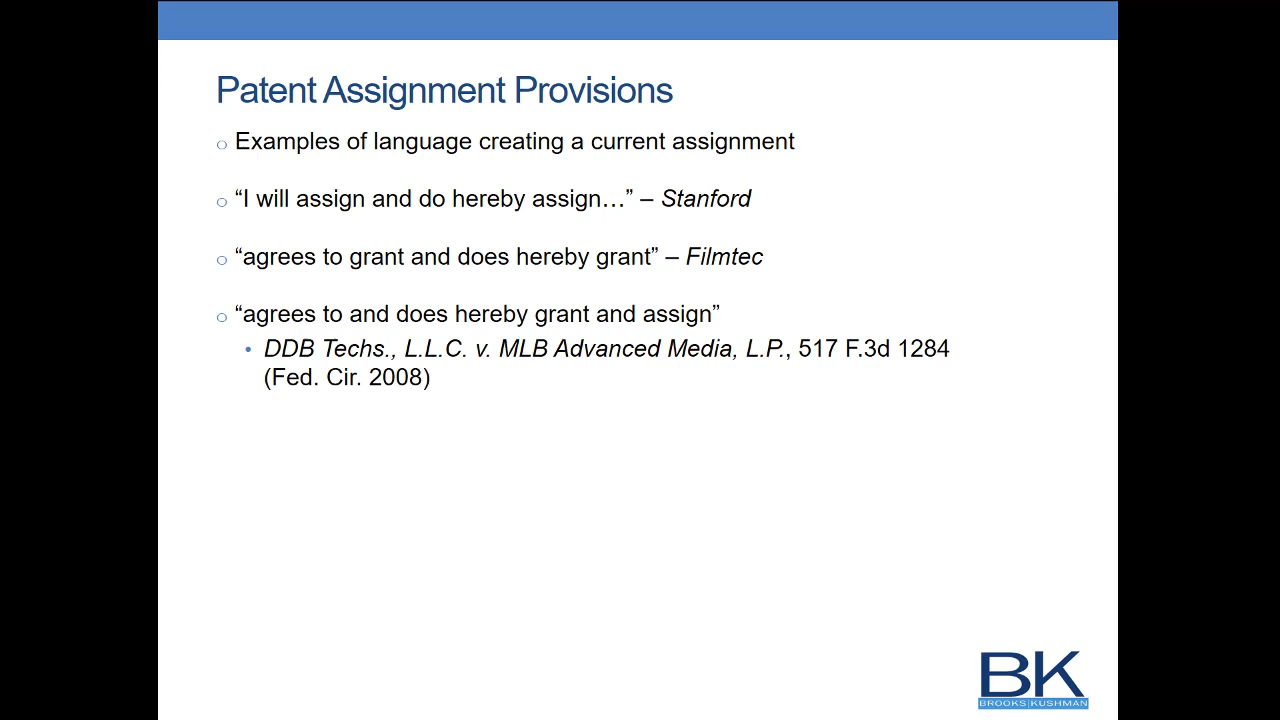 Patent Assignment Provisions
Examples of language creating a current assignment
“I will assign and do hereby assign…” – Stanford
“agrees to grant and does hereby grant” – Filmtec
“agrees to and does hereby grant and assign”
DDB Techs., L.L.C. v. MLB Advanced Media, L.P., 517 F.3d 1284
(Fed. Cir. 2008)
BK
BROOKS|KUSHMAN